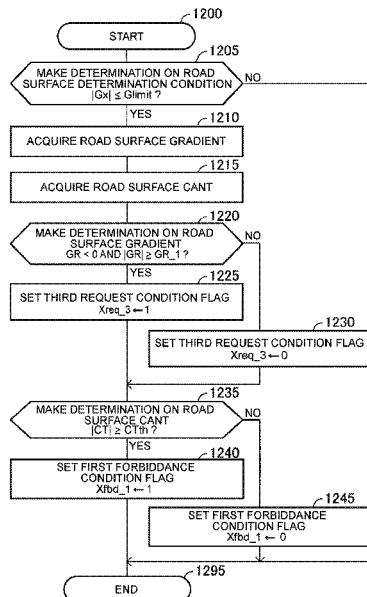 1200
START
1205
MAKE DETERMINATION ON ROAD
SURFACE DETERMINATION CONDITION
|Gx| ≤ Glimit ?
NO
YES
1210
ACQUIRE ROAD SURFACE GRADIENT
1215
ACQUIRE ROAD SURFACE CANT
1220
MAKE DETERMINATION ON ROAD
SURFACE GRADIENT
GR < 0 AND |GR| ≥ GR_1 ?
NO
YES
1225
SET THIRD REQUEST CONDITION FLAG
Xreq_3 ← 1
1230
SET THIRD REQUEST CONDITION FLAG
Xreq_3 ← 0
1235
MAKE DETERMINATION ON ROAD
SURFACE CANT
|CT| ≥ CTth ?
NO
YES
1240
SET FIRST FORBIDDANCE
CONDITION FLAG
Xfbd_1 ← 1
1245
SET FIRST FORBIDDANCE
CONDITION FLAG
Xfbd_1 ← 0
1295
END